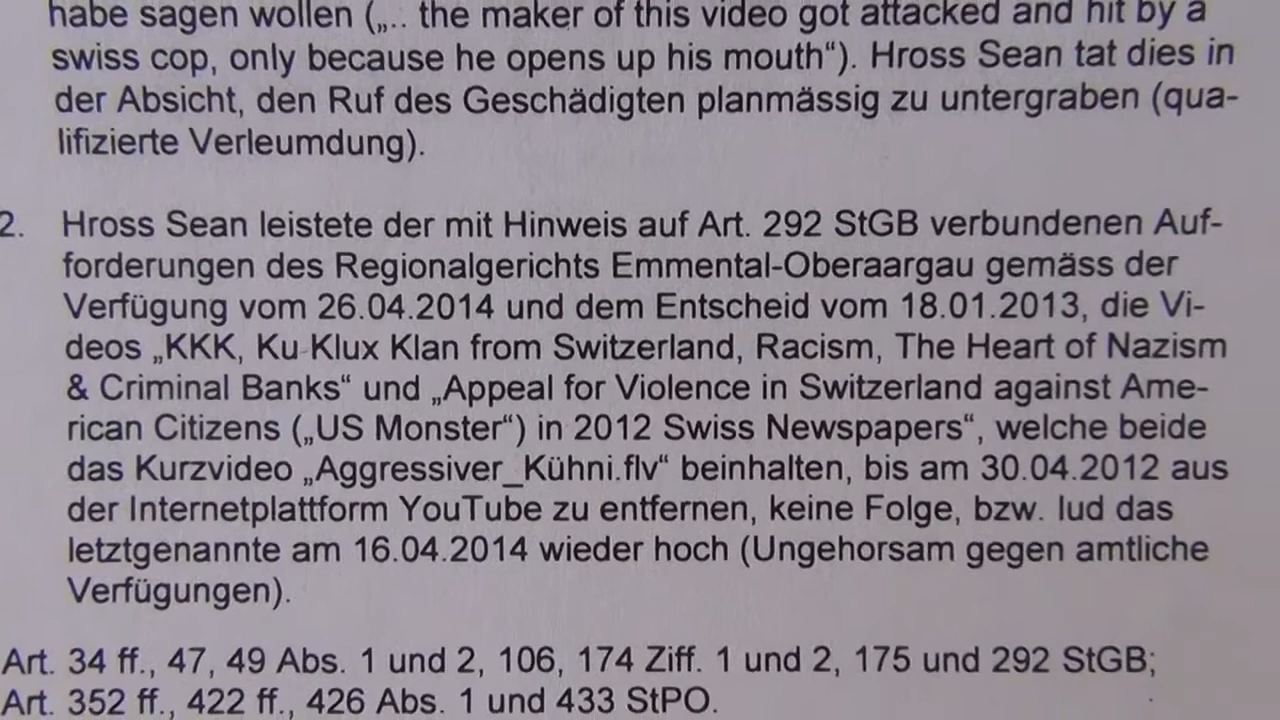 habe sagen wollen („.. the maker of this video got attacked and hit by a
swiss cop, only because he opens up his mouth“). Hross Sean tat dies in
der Absicht, den Ruf des Geschädigten planmässig zu untergraben (qua-
lifizierte Verleumdung).
2. Hross Sean leistete der mit Hinweis auf Art. 292 StGB verbundenen Auf-
forderungen des Regionalgerichts Emmental-Oberaargau gemäss der
Verfügung vom 26.04.2014 und dem Entscheid vom 18.01.2013, die Vi-
deos „KKK, Ku-Klux Klan from Switzerland, Racism, The Heart of Nazism
& Criminal Banks“ und „Appeal for Violence in Switzerland against Ame-
rican Citizens („US Monster“) in 2012 Swiss Newspapers“, welche beide
das Kurzvideo „Aggressiver_Kühni.flv“ beinhalten, bis am 30.04.2012 aus
der Internetplattform YouTube zu entfernen, keine Folge, bzw. lud das
letztgenannte am 16.04.2014 wieder hoch (Ungehorsam gegen amtliche
Verfügungen).
Art. 34 ff., 47, 49 Abs. 1 und 2, 106, 174 Ziff. 1 und 2, 175 und 292 StGB;
Art. 352 ff., 422 ff., 426 Abs. 1 und 433 StPO.